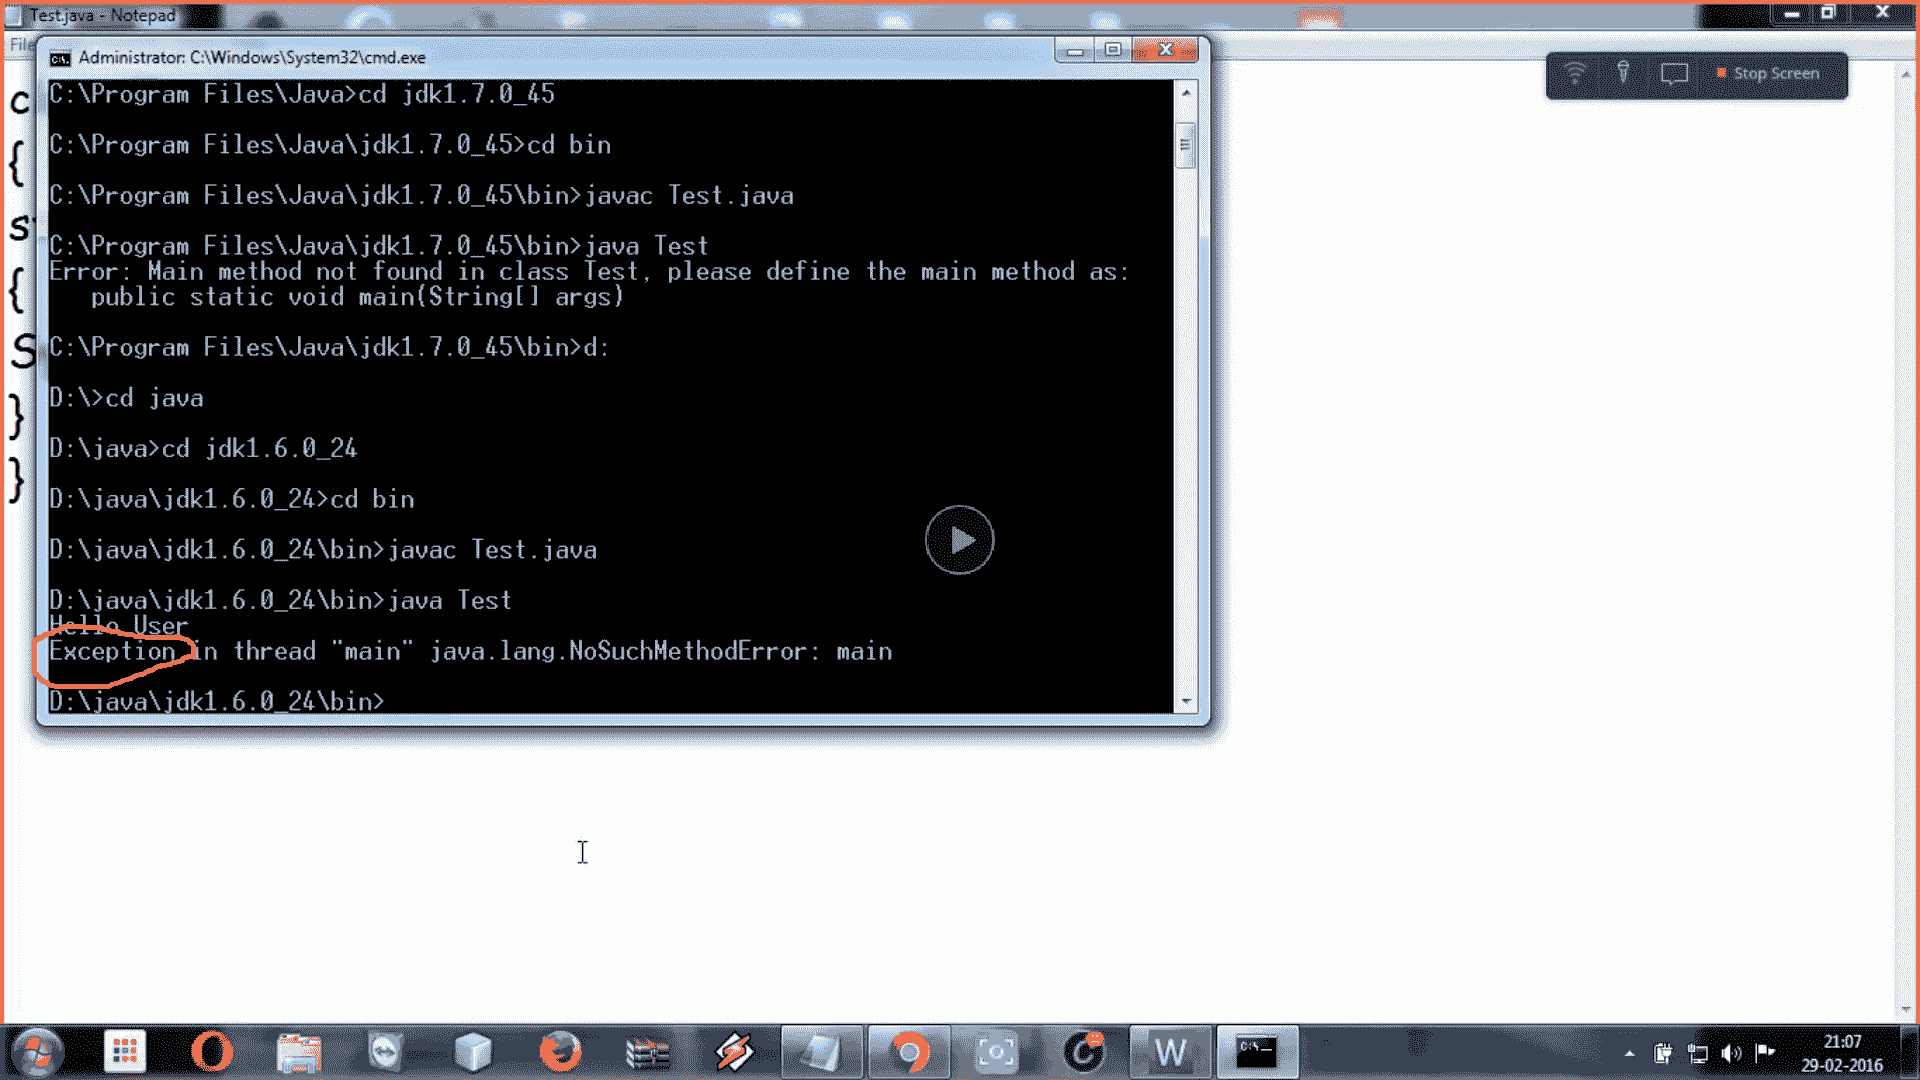 Test.java - Notepad
File
Administrator: C:\Windows\System32\cmd.exe
Stop Screen
c
{
s
{
S
}
}
C:\Program Files\Java>cd jdk1.7.0_45
C:\Program Files\Java\jdk1.7.0_45>cd bin
C:\Program Files\Java\jdk1.7.0_45\bin>javac Test.java
C:\Program Files\Java\jdk1.7.0_45\bin>java Test
Error: Main method not found in class Test, please define the main method as:
   public static void main(String[] args)
C:\Program Files\Java\jdk1.7.0_45\bin>d:
D:\>cd java
D:\java>cd jdk1.6.0_24
D:\java\jdk1.6.0_24>cd bin
D:\java\jdk1.6.0_24\bin>javac Test.java
D:\java\jdk1.6.0_24\bin>java Test
Hello User
Exception in thread "main" java.lang.NoSuchMethodError: main
D:\java\jdk1.6.0_24\bin>
W
C:\_
21:07
29-02-2016